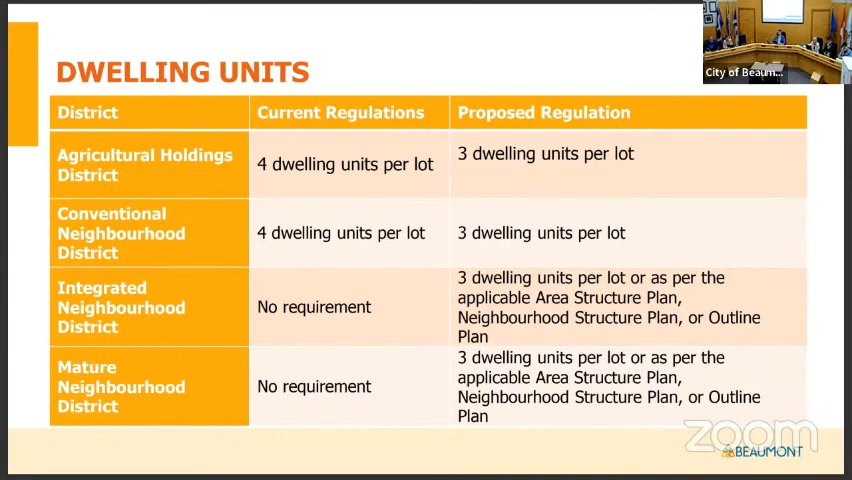 City of Beaum...
DWELLING UNITS
District Current Regulations Proposed Regulation
Agricultural Holdings
District
4 dwelling units per lot
3 dwelling units per lot
Conventional
Neighbourhood
District
4 dwelling units per lot
3 dwelling units per lot
Integrated
Neighbourhood
District
No requirement
3 dwelling units per lot or as per the
applicable Area Structure Plan,
Neighbourhood Structure Plan, or Outline
Plan
Mature
Neighbourhood
District
No requirement
3 dwelling units per lot or as per the
applicable Area Structure Plan,
Neighbourhood Structure Plan, or Outline
Plan
zoom
BEAUMONT